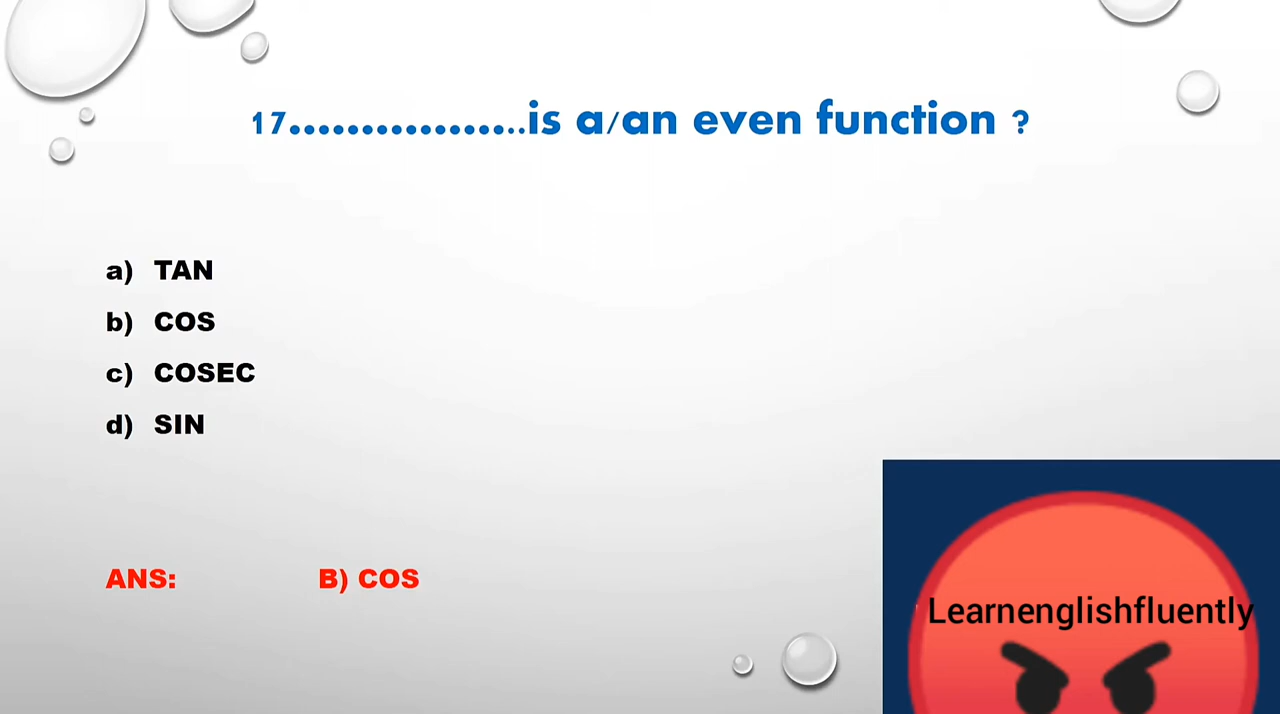 17..................is a/an even function ?
a) TAN
b) COS
c) COSEC
d) SIN
ANS: B) COS
Learnenglishfluently